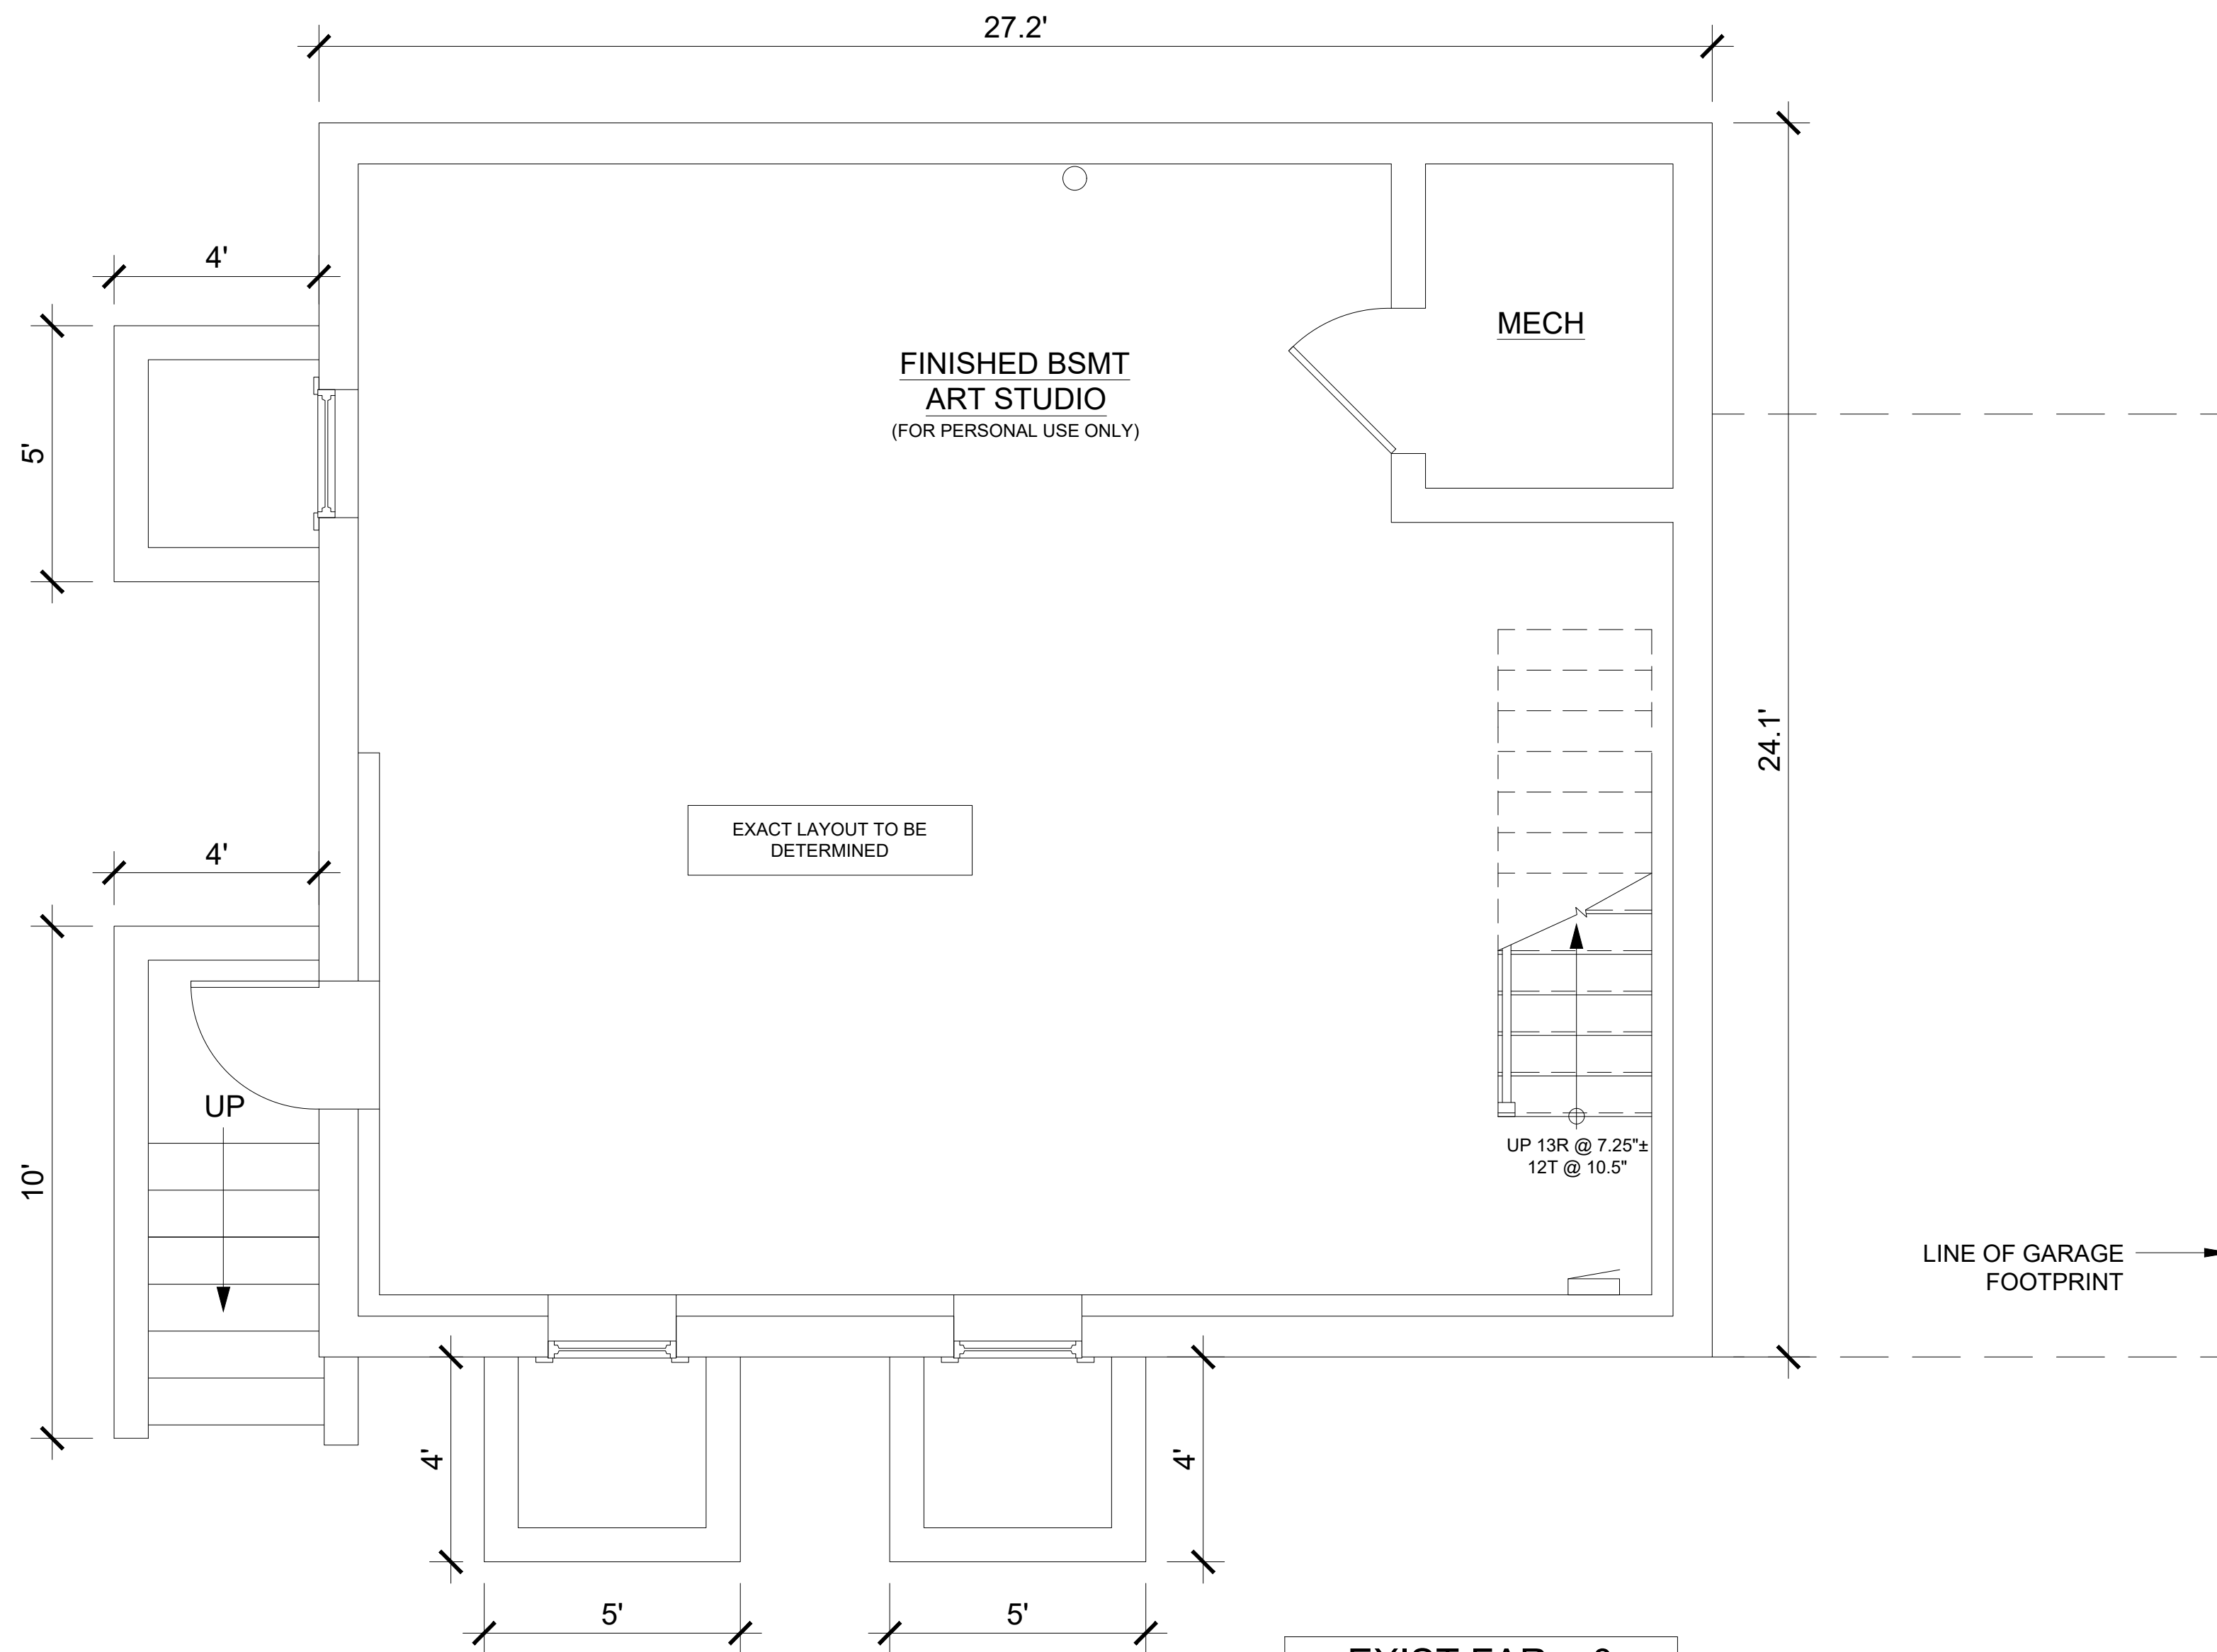 27.2'
4'
5'
MECH
FINISHED BSMT
ART STUDIO
(FOR PERSONAL USE ONLY)
24.1'
EXACT LAYOUT TO BE
DETERMINED
4'
10'
UP
UP 13R @ 7.25"±
12T @ 10.5"
LINE OF GARAGE
FOOTPRINT
4'
4'
5'
5'